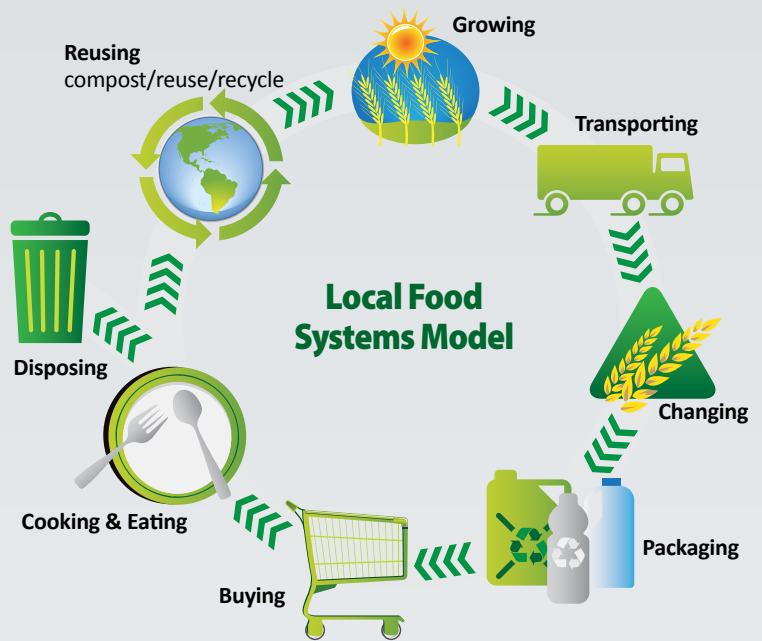 Growing
Reusing
compost/reuse/recycle
Transporting
Local Food
Systems Model
Disposing
Changing
Cooking & Eating
Packaging
Buying